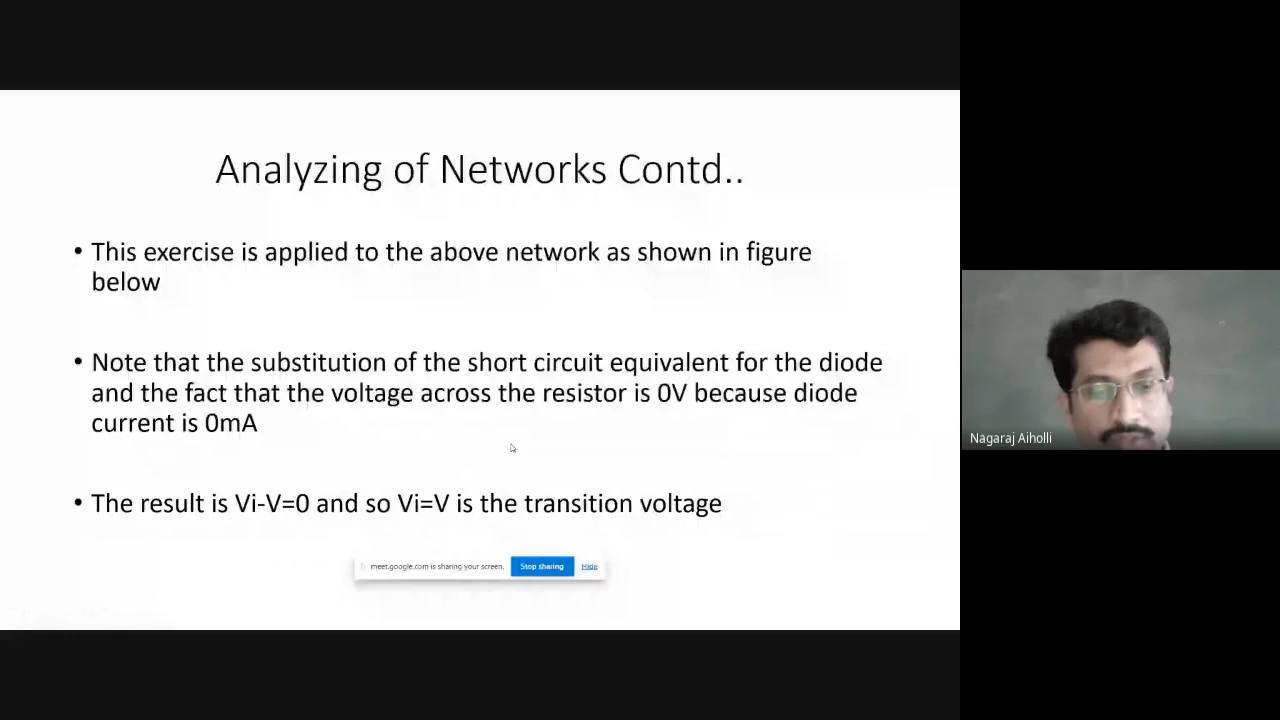 Analyzing of Networks Contd..
• This exercise is applied to the above network as shown in figure
below
• Note that the substitution of the short circuit equivalent for the diode
and the fact that the voltage across the resistor is 0V because diode
current is 0mA
• The result is Vi-V=0 and so Vi=V is the transition voltage
meet.google.com is sharing your screen. Stop sharing Hide
Nagaraj Aiholli